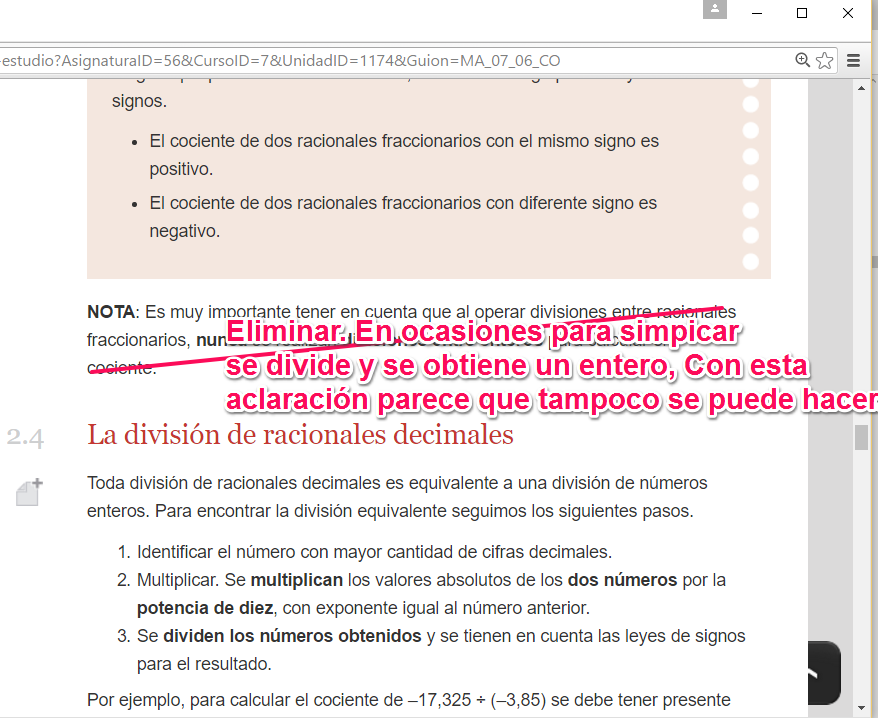 -estudio?AsignaturaID=56&CursoID=7&UnidadID=1174&Guion=MA_07_06_CO
signos.
• El cociente de dos racionales fraccionarios con el mismo signo es
positivo.
• El cociente de dos racionales fraccionarios con diferente signo es
negativo.
NOTA: Es muy importante tener en cuenta que al operar divisiones entre racionales
fraccionarios,
cociente.
Eliminar. En ocasiones para simpicar
se divide y se obtiene un entero, Con esta
aclaración parece que tampoco se puede hacer
2.4 La división de racionales decimales
Toda división de racionales decimales es equivalente a una división de números
enteros. Para encontrar la división equivalente seguimos los siguientes pasos.
1. Identificar el número con mayor cantidad de cifras decimales.
2. Multiplicar. Se multiplican los valores absolutos de los dos números por la
potencia de diez, con exponente igual al número anterior.
3. Se dividen los números obtenidos y se tienen en cuenta las leyes de signos
para el resultado.
Por ejemplo, para calcular el cociente de –17,325 ÷ (–3,85) se debe tener presente